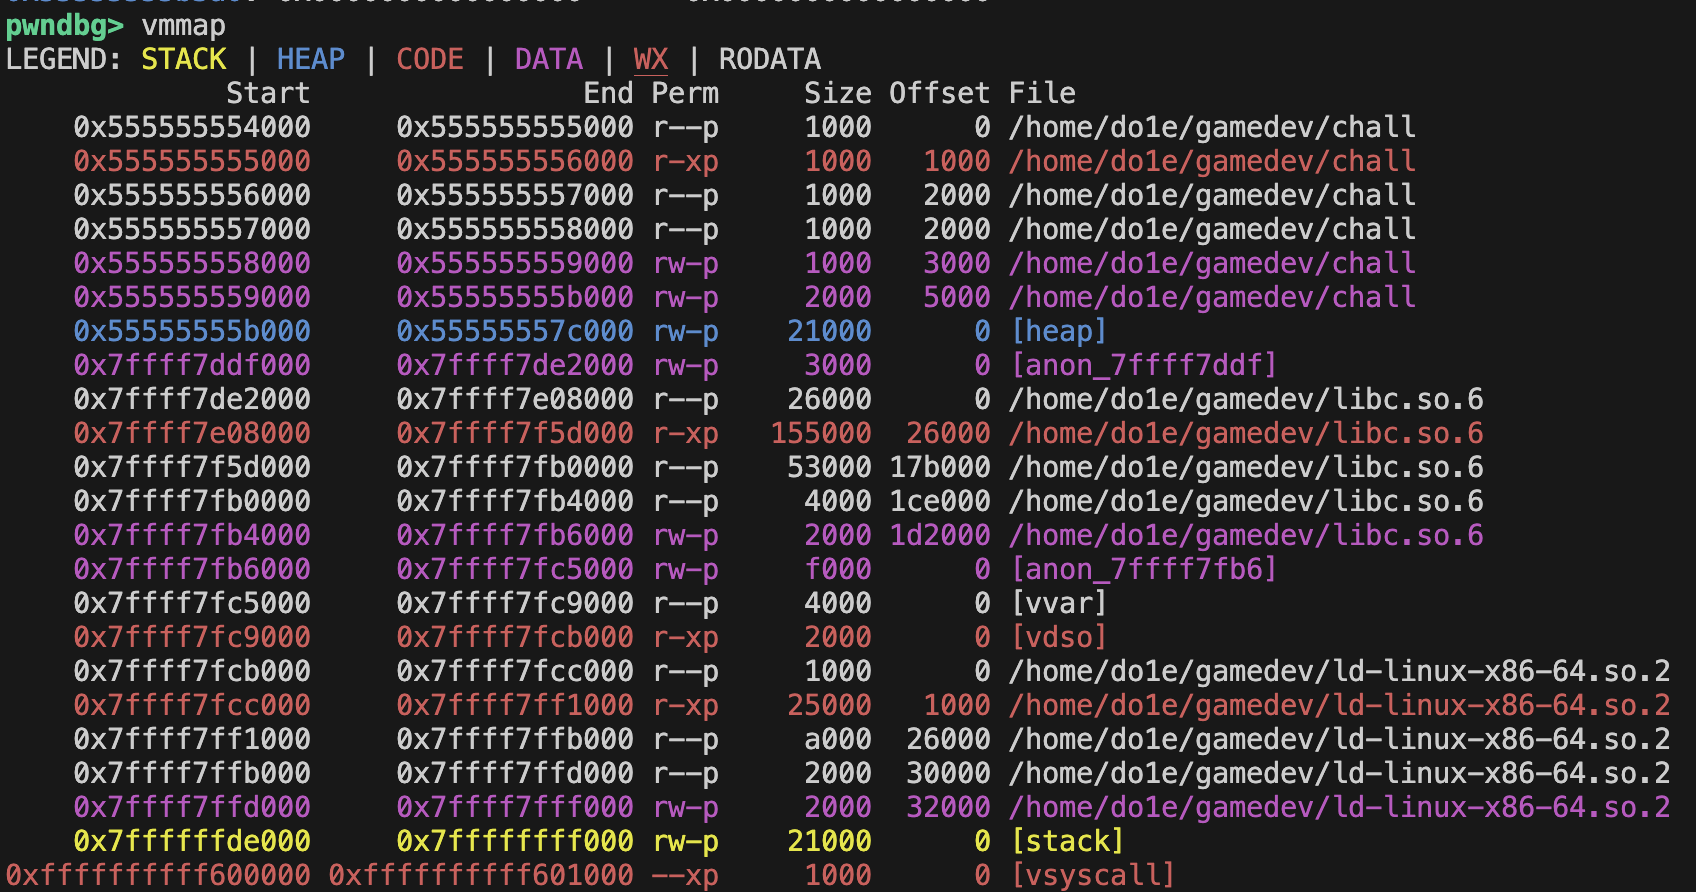 pwndbg> vmmap
LEGEND: STACK | HEAP | CODE | DATA | WX | RODATA
Start End Perm Size Offset File
0x555555554000 0x555555555000 r--p 1000 0 /home/do1e/gamedev/chall
0x555555555000 0x555555556000 r-xp 1000 1000 /home/do1e/gamedev/chall
0x555555556000 0x555555557000 r--p 1000 2000 /home/do1e/gamedev/chall
0x555555557000 0x555555558000 r--p 1000 2000 /home/do1e/gamedev/chall
0x555555558000 0x555555559000 rw-p 1000 3000 /home/do1e/gamedev/chall
0x555555559000 0x55555555b000 rw-p 2000 5000 /home/do1e/gamedev/chall
0x55555555b000 0x55555557c000 rw-p 21000 0 [heap]
0x7ffff7ddf000 0x7ffff7de2000 rw-p 3000 0 [anon_7ffff7ddf]
0x7ffff7de2000 0x7ffff7e08000 r--p 26000 0 /home/do1e/gamedev/libc.so.6
0x7ffff7e08000 0x7ffff7f5d000 r-xp 155000 26000 /home/do1e/gamedev/libc.so.6
0x7ffff7f5d000 0x7ffff7fb0000 r--p 53000 17b000 /home/do1e/gamedev/libc.so.6
0x7ffff7fb0000 0x7ffff7fb4000 r--p 4000 1ce000 /home/do1e/gamedev/libc.so.6
0x7ffff7fb4000 0x7ffff7fb6000 rw-p 2000 1d2000 /home/do1e/gamedev/libc.so.6
0x7ffff7fb6000 0x7ffff7fc5000 rw-p f000 0 [anon_7ffff7fb6]
0x7ffff7fc5000 0x7ffff7fc9000 r--p 4000 0 [vvar]
0x7ffff7fc9000 0x7ffff7fcb000 r-xp 2000 0 [vdso]
0x7ffff7fcb000 0x7ffff7fcc000 r--p 1000 0 /home/do1e/gamedev/ld-linux-x86-64.so.2
0x7ffff7fcc000 0x7ffff7ff1000 r-xp 25000 1000 /home/do1e/gamedev/ld-linux-x86-64.so.2
0x7ffff7ff1000 0x7ffff7ffb000 r--p a000 26000 /home/do1e/gamedev/ld-linux-x86-64.so.2
0x7ffff7ffb000 0x7ffff7ffd000 r--p 2000 30000 /home/do1e/gamedev/ld-linux-x86-64.so.2
0x7ffff7ffd000 0x7ffff7fff000 rw-p 2000 32000 /home/do1e/gamedev/ld-linux-x86-64.so.2
0x7ffffffde000 0x7ffffffff000 rw-p 21000 0 [stack]
0xffffffffff600000 0xffffffffff601000 --xp 1000 0 [vsyscall]